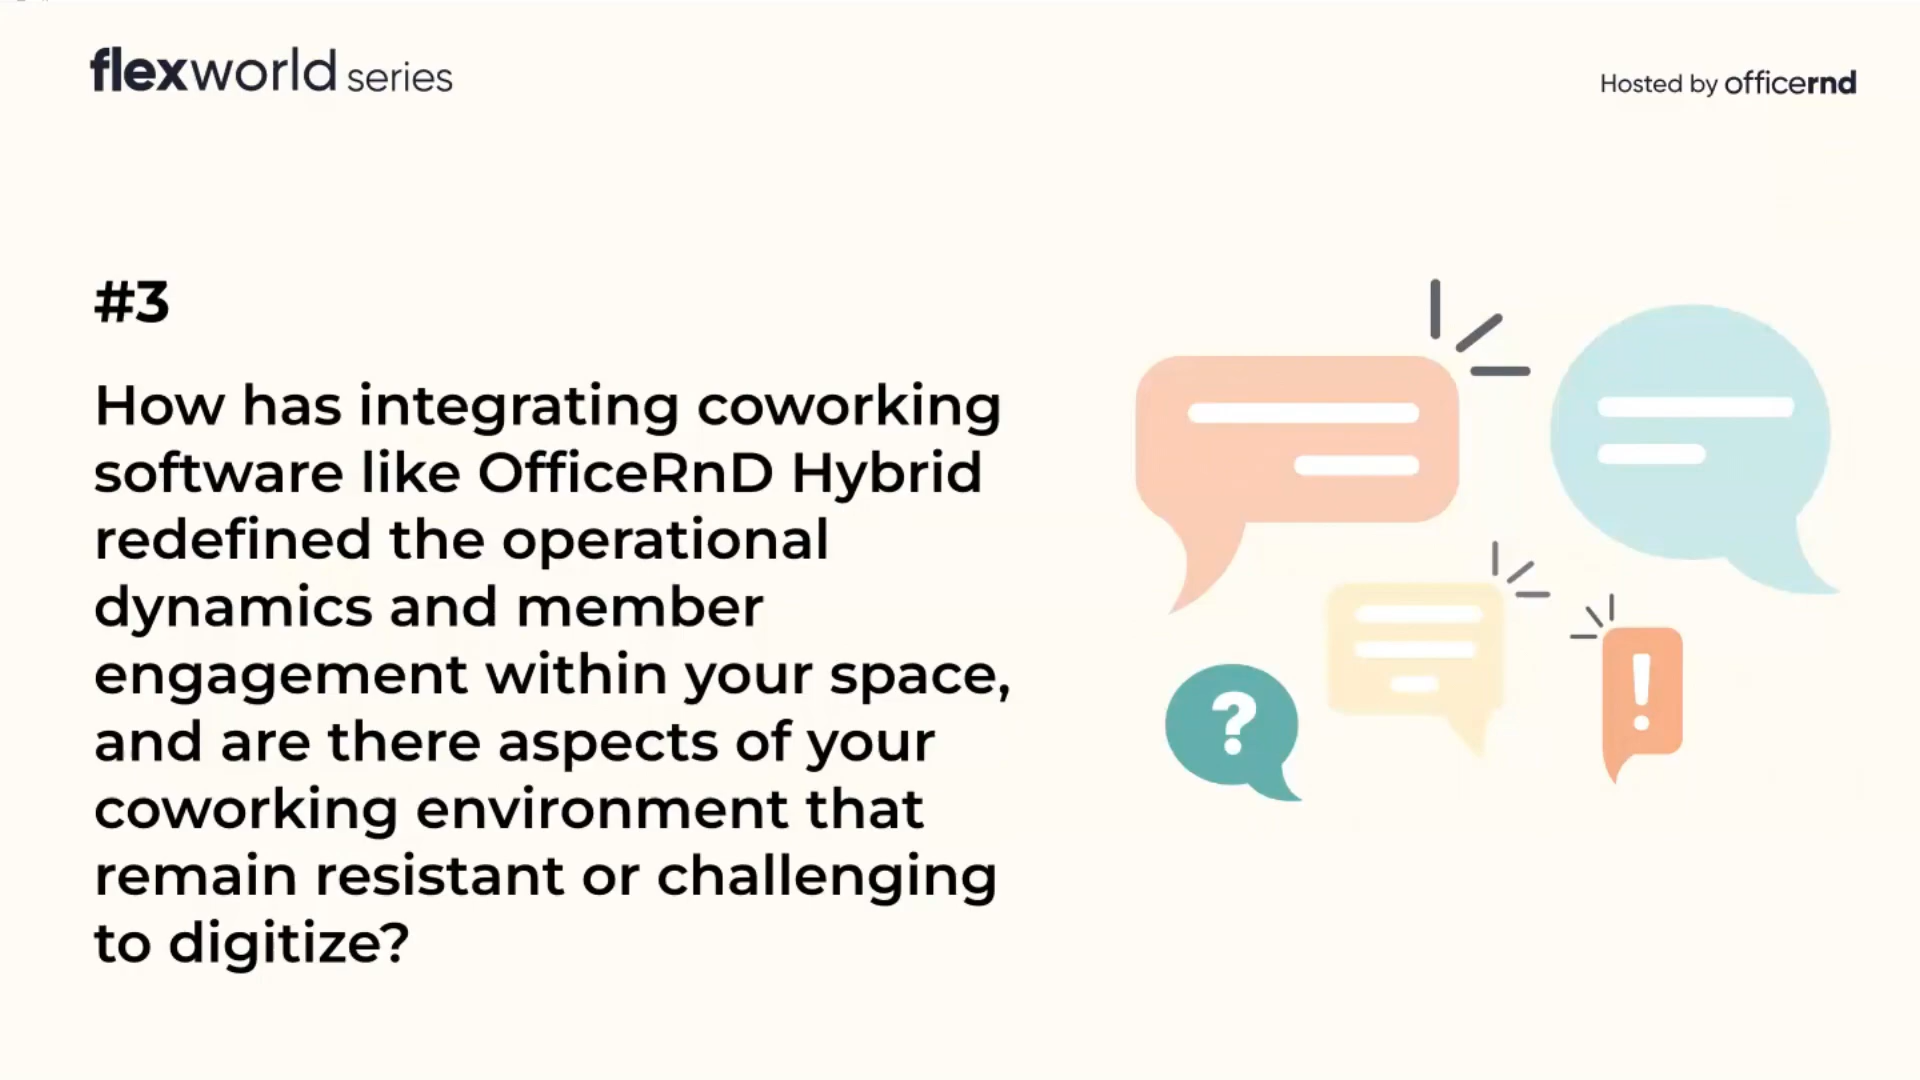 flexworld series
Hosted by officernd
#3
How has integrating coworking
software like OfficeRnD Hybrid
redefined the operational
dynamics and member
engagement within your space,
and are there aspects of your
coworking environment that
remain resistant or challenging
to digitize?
?
!